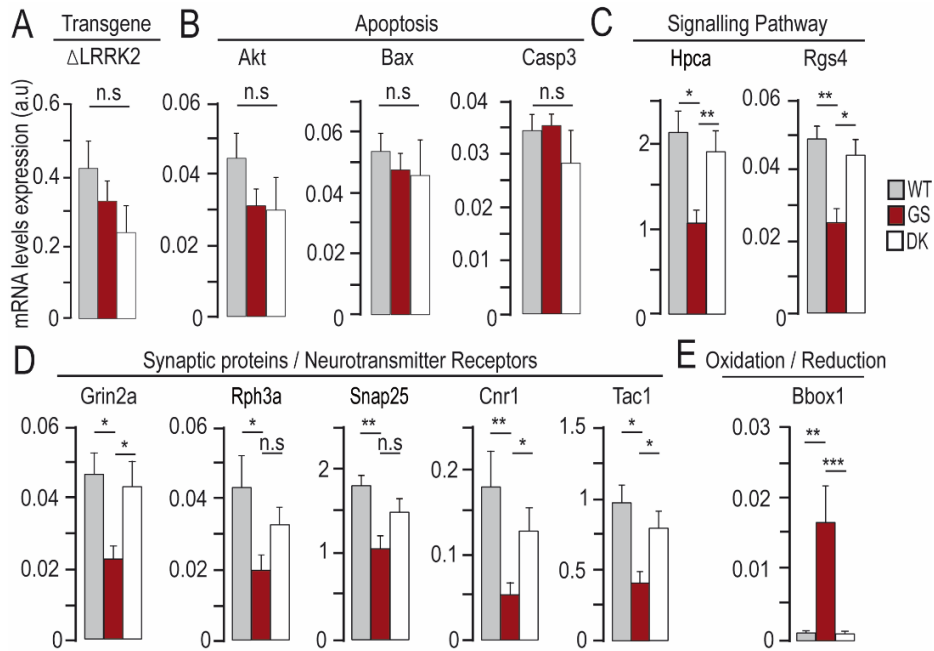 A Transgene
ΔLRRK2
n.s
mRNA levels expression (a.u)
0.6
0.4
0.2
0
B Apoptosis
Akt
n.s
0.06
0.04
0.02
0
Bax
n.s
0.06
0.04
0.02
0
Casp3
n.s
0.04
0.03
0.02
0.01
0
C Signalling Pathway
Hpca
* **
2
1
0
Rgs4
** *
0.06
0.04
0.02
0
WT
GS
DK
D Synaptic proteins / Neurotransmitter Receptors
Grin2a
* *
0.06
0.04
0.02
0
Rph3a
* n.s
0.06
0.04
0.02
0
Snap25
** n.s
2
1
0
Cnr1
** *
0.2
0.1
0
Tac1
* *
1.5
1
0.5
0
E Oxidation / Reduction
Bbox1
** ***
0.03
0.02
0.01
0